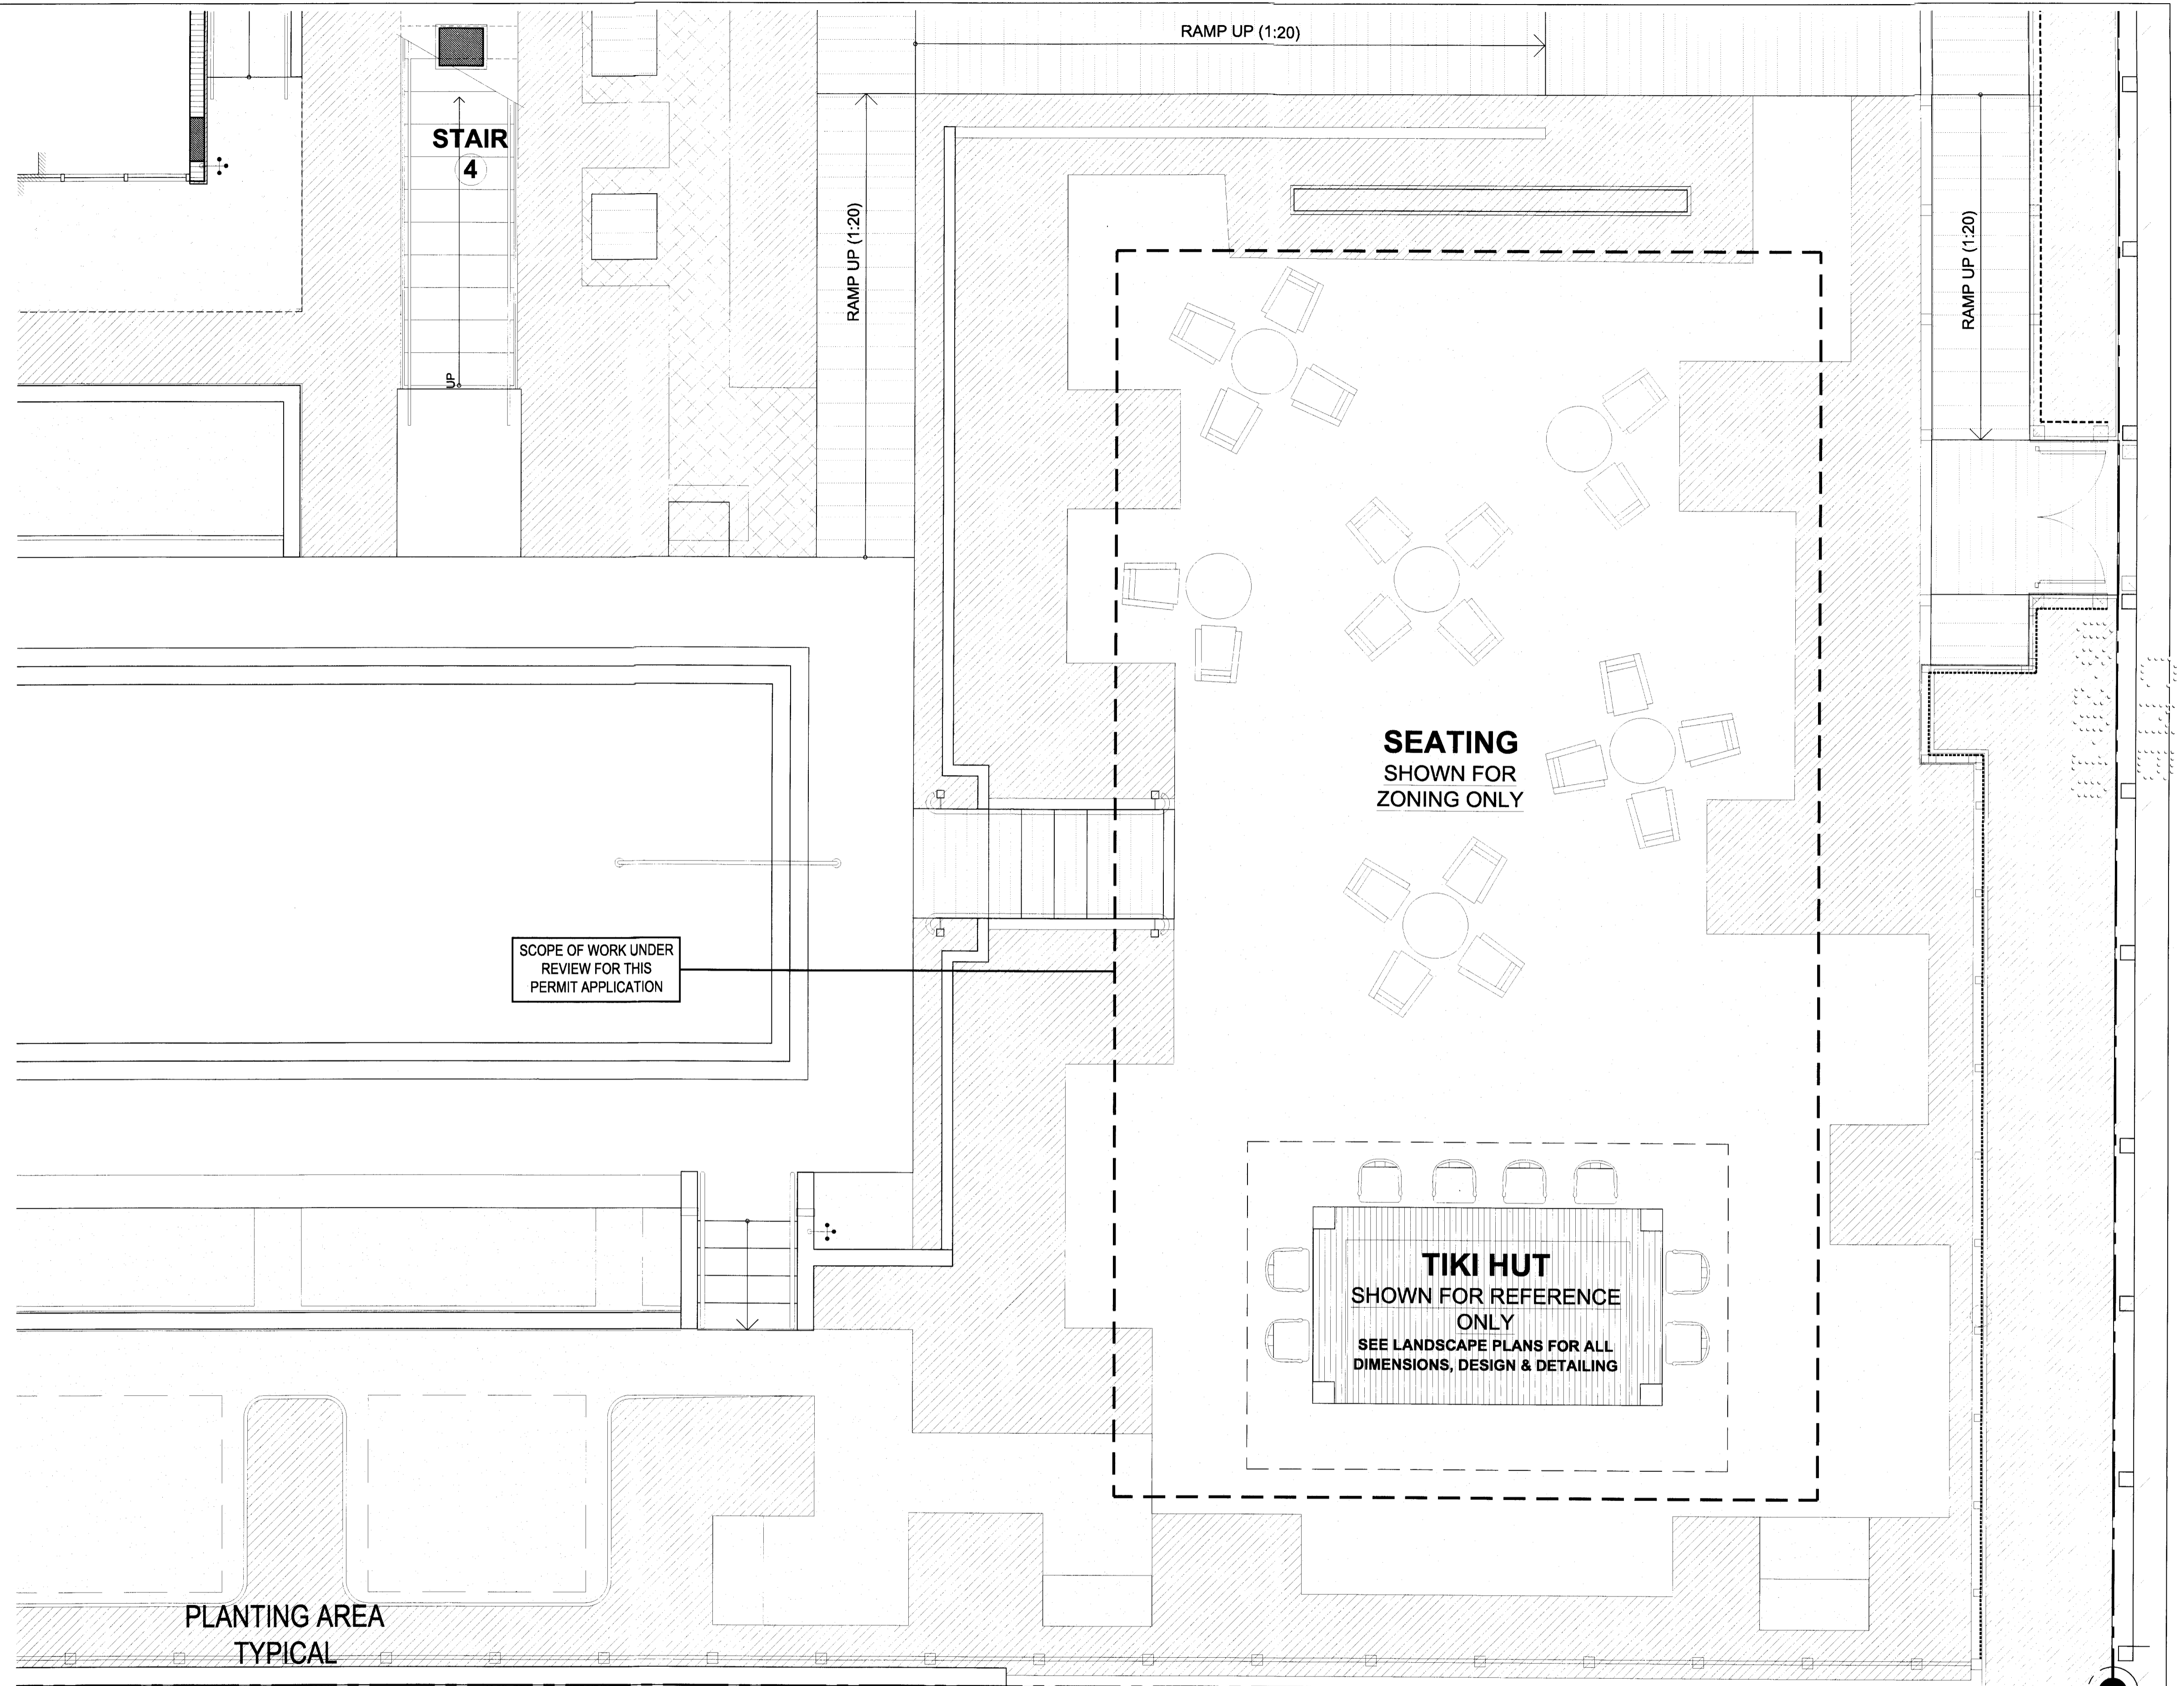 RAMP UP (1:20)
STAIR
4
UP
RAMP UP (1:20)
RAMP UP (1:20)
SEATING
SHOWN FOR
ZONING ONLY
SCOPE OF WORK UNDER
REVIEW FOR THIS
PERMIT APPLICATION
TIKI HUT
SHOWN FOR REFERENCE
ONLY
SEE LANDSCAPE PLANS FOR ALL
DIMENSIONS, DESIGN & DETAILING
PLANTING AREA
TYPICAL